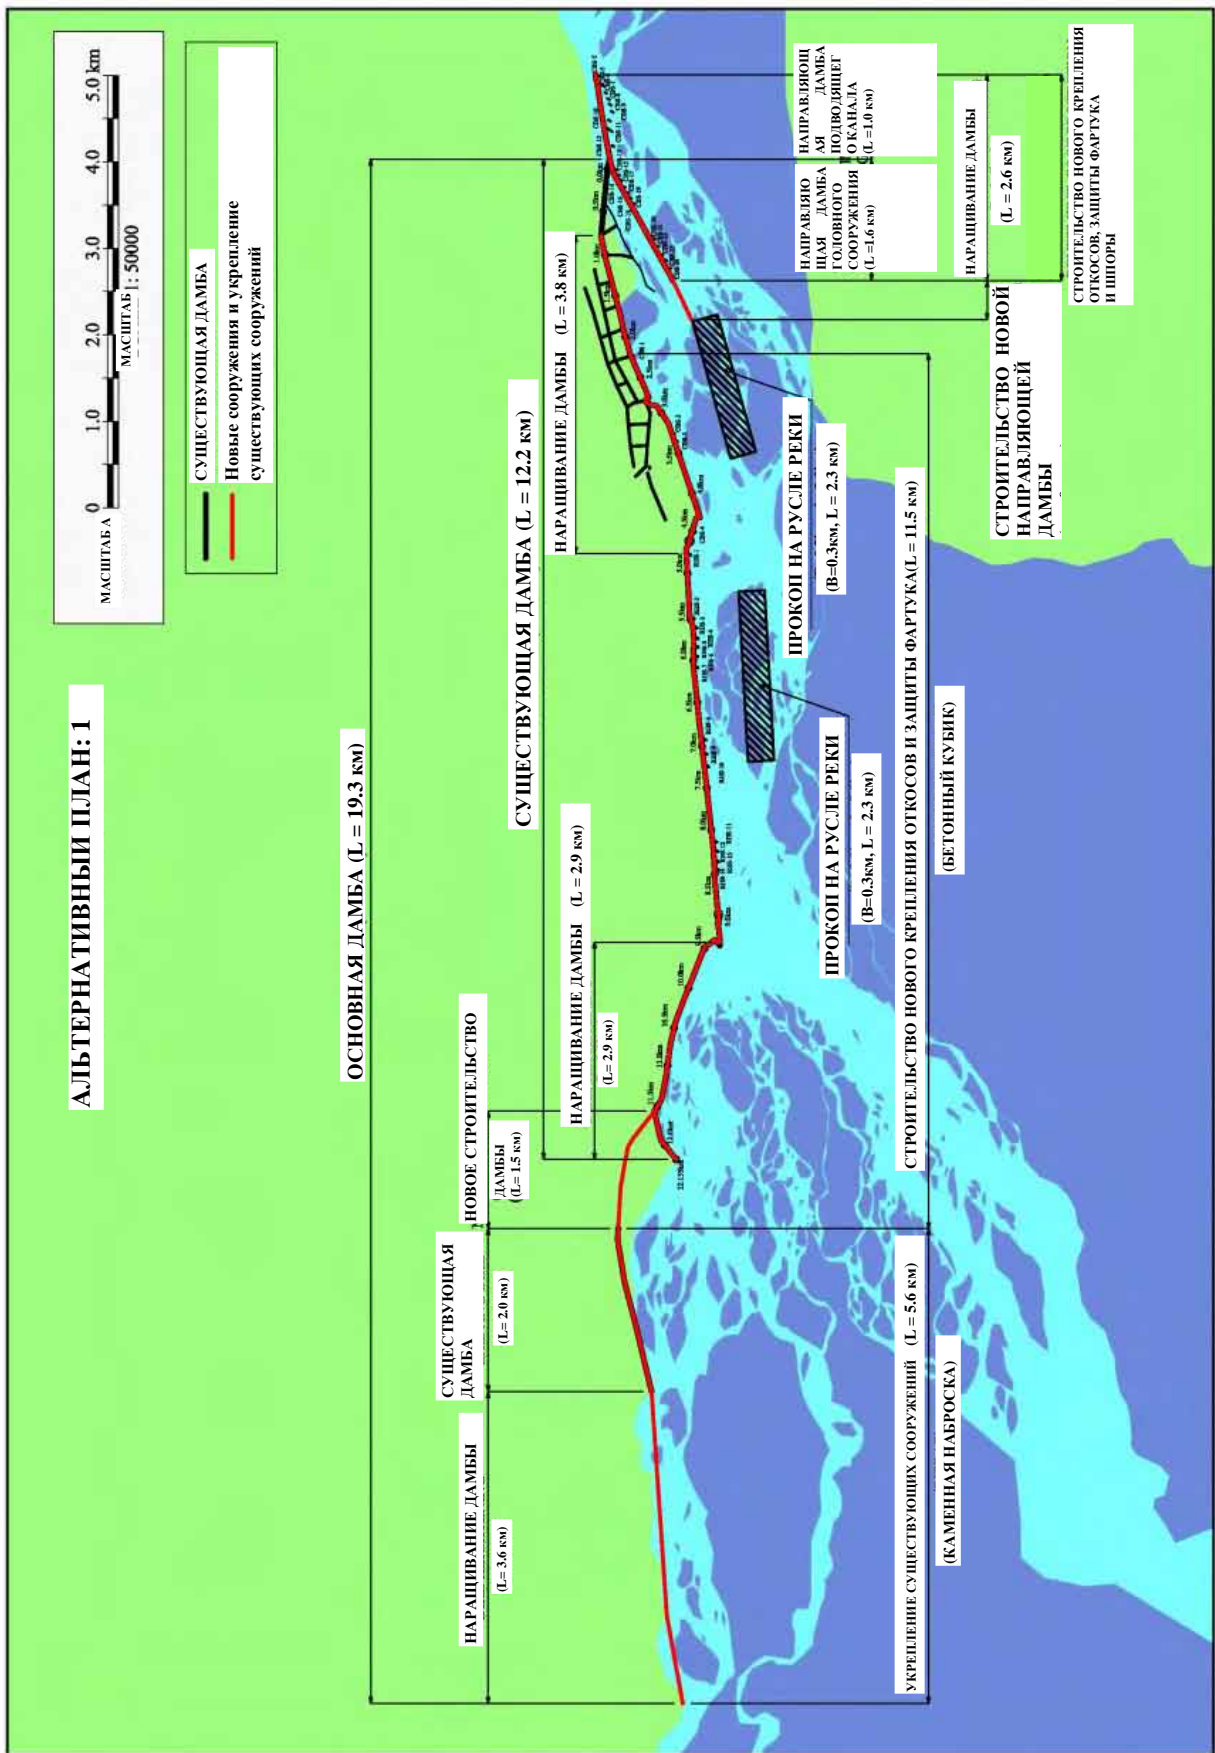 АЛЬТЕРНАТИВНЫЙ ПЛАН: 1
МАСШТАБ А
0 1.0 2.0 3.0 4.0 5.0 km
МАСШТАБ 1: 50000
МАСШТАБ
СУЩЕСТВУЮЩАЯ ДАМБА
Новые сооружения и укрепление
существующих сооружений
ОСНОВНАЯ ДАМБА (L = 19.3 км)
СУЩЕСТВУЮЩАЯ ДАМБА (L = 12.2 км)
НАРАЩИВАНИЕ ДАМБЫ (L = 3.8 км)
НАРАЩИВАНИЕ ДАМБЫ (L = 2.9 км)
(L= 2.9 км)
НОВОЕ СТРОИТЕЛЬСТВО
ДАМБЫ
(L= 1.5 км)
СУЩЕСТВУЮЩАЯ
ДАМБА
(L= 2.0 км)
НАРАЩИВАНИЕ ДАМБЫ
(L= 3.6 км)
НАПРАВЛЯЮЩ
АЯ ДАМБА
ПОДВОДЯЩЕГ
О КАНАЛА
(L =1.0 км)
НАПРАВЛЯЮ
ЩАЯ ДАМБА
ГОЛОВНОГО
СООРУЖЕНИЯ
(L =1.6 км)
НАРАЩИВАНИЕ ДАМБЫ
(L = 2.6 км)
СТРОИТЕЛЬСТВО НОВОГО КРЕПЛЕНИЯ
ОТКОСОВ, ЗАЩИТЫ ФАРТУКА
И ШПОРЫ
СТРОИТЕЛЬСТВО НОВОЙ
НАПРАВЛЯЮЩЕЙ
ДАМБЫ
ПРОКОП НА РУСЛЕ РЕКИ
(B=0.3км, L = 2.3 км)
ПРОКОП НА РУСЛЕ РЕКИ
(B=0.3км, L = 2.3 км)
СТРОИТЕЛЬСТВО НОВОГО КРЕПЛЕНИЯ ОТКОСОВ И ЗАЩИТЫ ФАРТУКА(L = 11.5 км)
(БЕТОННЫЙ КУБИК)
УКРЕПЛЕНИЕ СУЩЕСТВУЮЩИХ СООРУЖЕНИЙ (L = 5.6 км)
(КАМЕННАЯ НАБРОСКА)